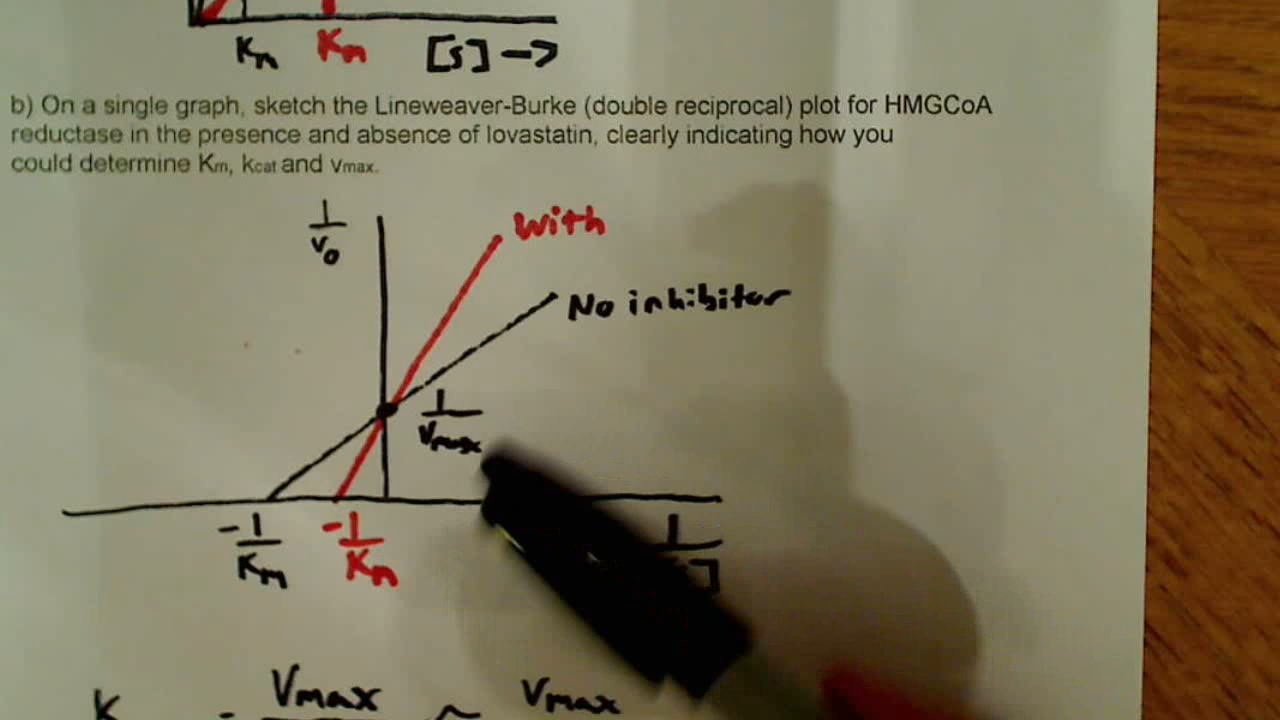 Km Km [S] →
b) On a single graph, sketch the Lineweaver-Burke (double reciprocal) plot for HMGCoA
reductase in the presence and absence of lovastatin, clearly indicating how you
could determine Km, kcat and vmax.
1/v0
With
No inhibitor
1/Vmax
-1/Km -1/Km 1/
K Vmax Vmax